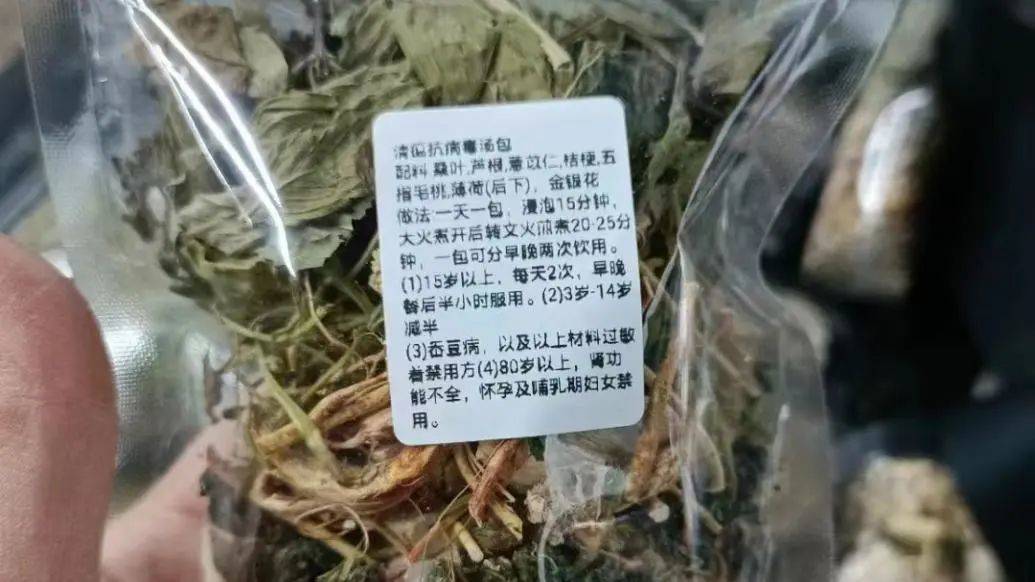 清瘟抗病毒汤包
配料:桑叶,芦根,薏苡仁,桔梗,五
指毛桃,薄荷(后下)，金银花
做法:一天一包，浸泡15分钟，
大火煮开后转文火煎煮20-25分
钟，一包可分早晚两次饮用。
(1)15岁以上，每天2次，早晚
餐后半小时服用。(2)3岁-14岁
减半
(3)蚕豆病，以及以上材料过敏
着禁用方(4)80岁以上，肾功
能不全，怀孕及哺乳期妇女禁
用。